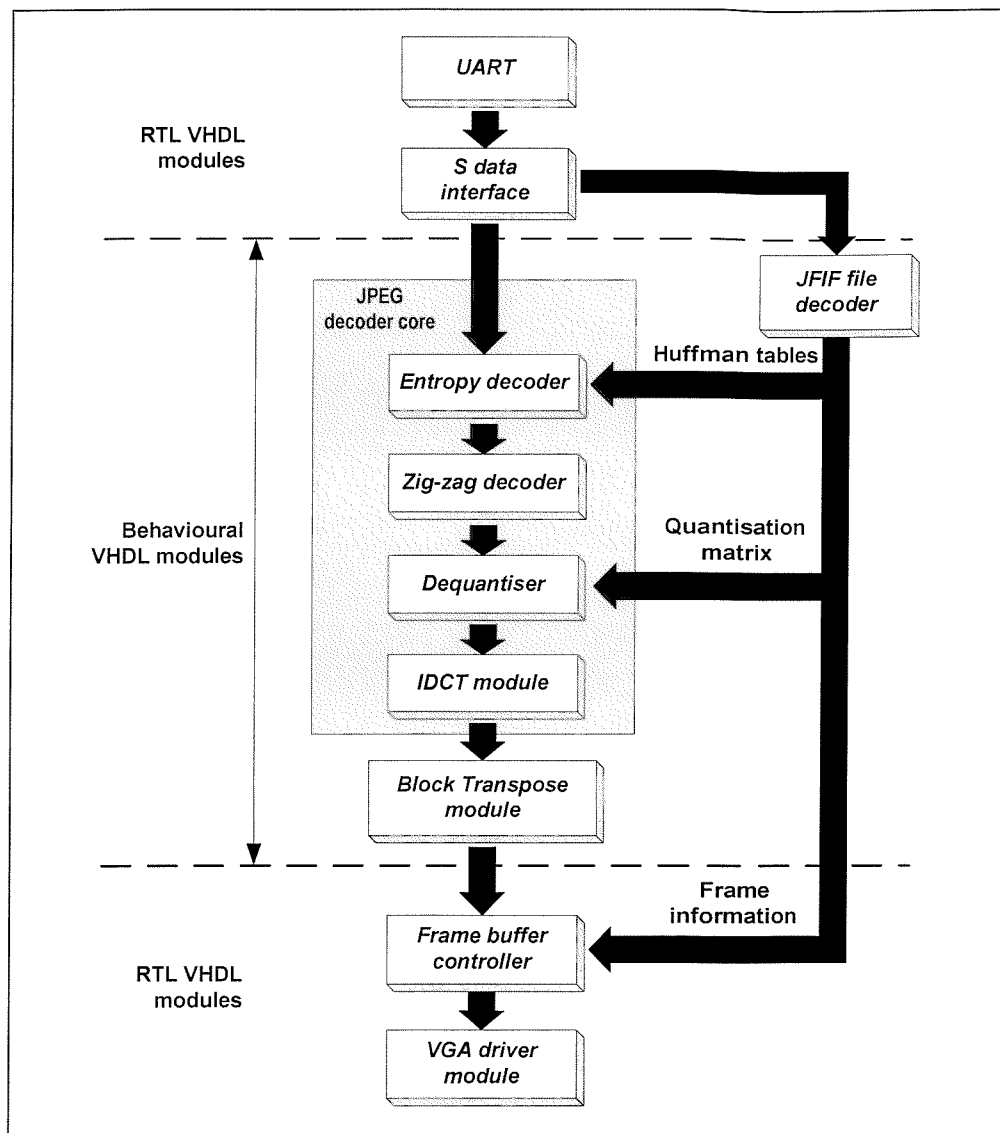 UART
RTL VHDL
modules
S data
interface
JFIF file
decoder
JPEG
decoder core
Huffman tables
Entropy decoder
Zig-zag decoder
Behavioural
VHDL modules
Quantisation
matrix
Dequantiser
IDCT module
Block Transpose
module
Frame
information
Frame buffer
controller
RTL VHDL
modules
VGA driver
module